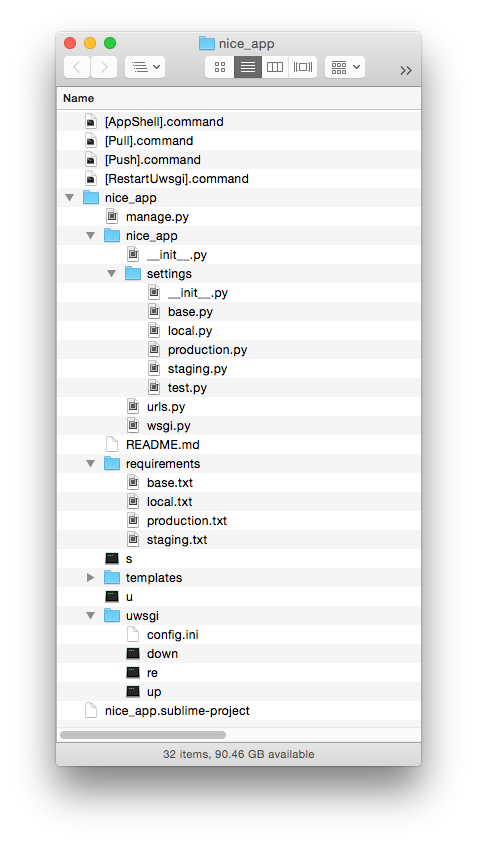 nice_app
Name
[AppShell].command
[Pull].command
[Push].command
[RestartUwsgi].command
nice_app
manage.py
nice_app
__init__.py
settings
__init__.py
base.py
local.py
production.py
staging.py
test.py
urls.py
wsgi.py
README.md
requirements
base.txt
local.txt
production.txt
staging.txt
s
templates
u
uwsgi
config.ini
down
re
up
nice_app.sublime-project
32 items, 90.46 GB available